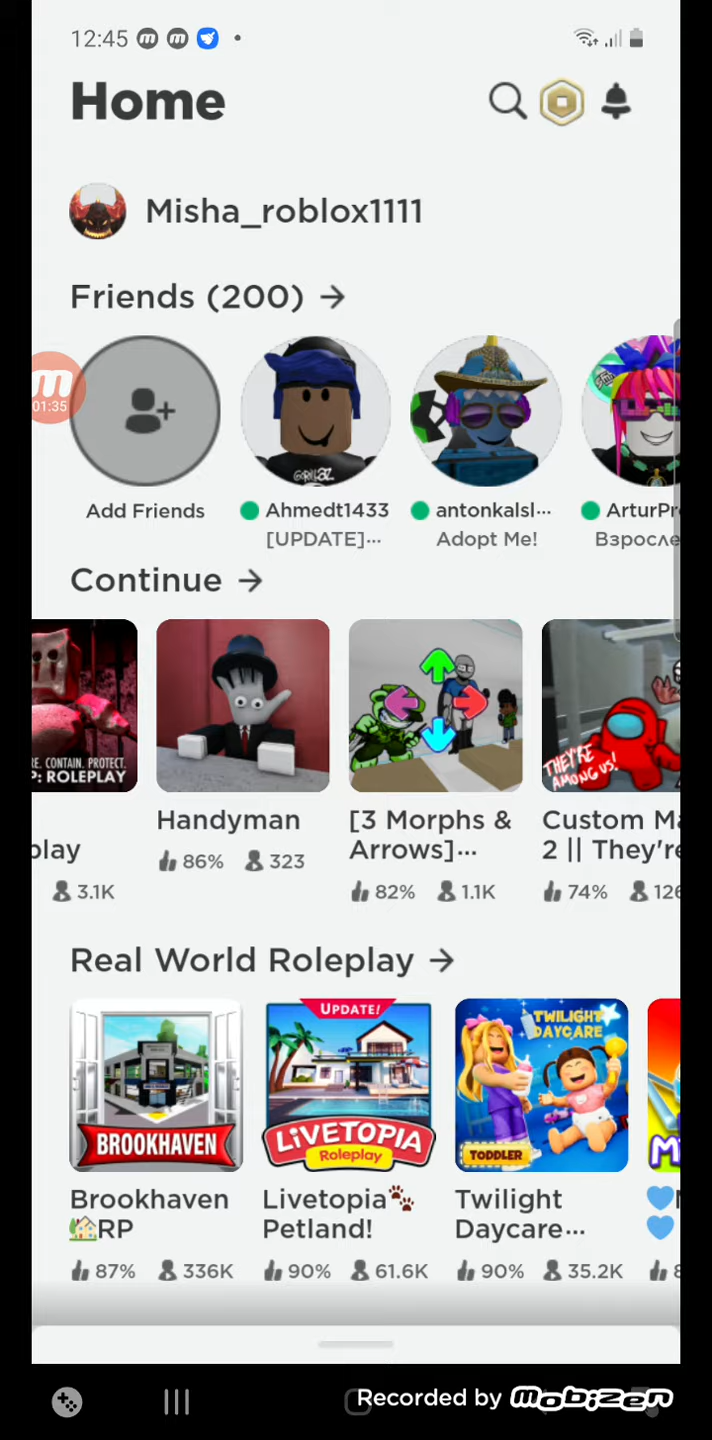 12:45
Home
Misha_roblox1111
Friends (200)
01:35
GORILLAZ
Add Friends
Ahmedt1433
antonkalsl...
ArturPr
[UPDATE]...
Adopt Me!
Взросле
Continue
RE. CONTAIN. PROTECT.
P: ROLEPLAY
THEY'RE AMONG US!
play
Handyman
[3 Morphs &
Arrows]...
Custom Ma
2 || They're
86% 323
3.1K
82% 1.1K
74% 126
Real World Roleplay
BROOKHAVEN
UPDATE!
LIVETOPIA
Roleplay
TWILIGHT
DAYCARE
TODDLER
M
Brookhaven
RP
Livetopia
Petland!
Twilight
Daycare...
87% 336K
90% 61.6K
90% 35.2K
Recorded by mobizen